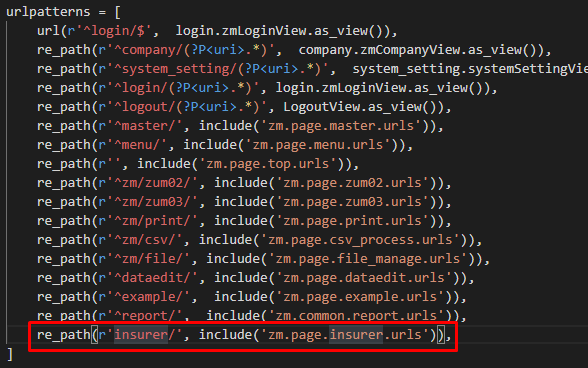 urlpatterns = [
url(r'^login/$',  login.zmLoginView.as_view()),
re_path(r'^company/(?P<uri>.*)',  company.zmCompanyView.as_view()),
re_path(r'^system_setting/(?P<uri>.*)',  system_setting.systemSettingVie
re_path(r'^login/(?P<uri>.*)', login.zmLoginView.as_view()),
re_path(r'^logout/(?P<uri>.*)', LogoutView.as_view()),
re_path(r'^master/', include('zm.page.master.urls')),
re_path(r'^menu/', include('zm.page.menu.urls')),
re_path(r'', include('zm.page.top.urls')),
re_path(r'^zm/zum02/', include('zm.page.zum02.urls')),
re_path(r'^zm/zum03/', include('zm.page.zum03.urls')),
re_path(r'^zm/print/', include('zm.page.print.urls')),
re_path(r'^zm/csv/', include('zm.page.csv_process.urls')),
re_path(r'^zm/file/', include('zm.page.file_manage.urls')),
re_path(r'^dataedit/', include('zm.page.dataedit.urls')),
re_path(r'^example/',  include('zm.page.example.urls')),
re_path(r'^report/',  include('zm.common.report.urls')),
re_path(r'insurer/', include('zm.page.insurer.urls')),
]